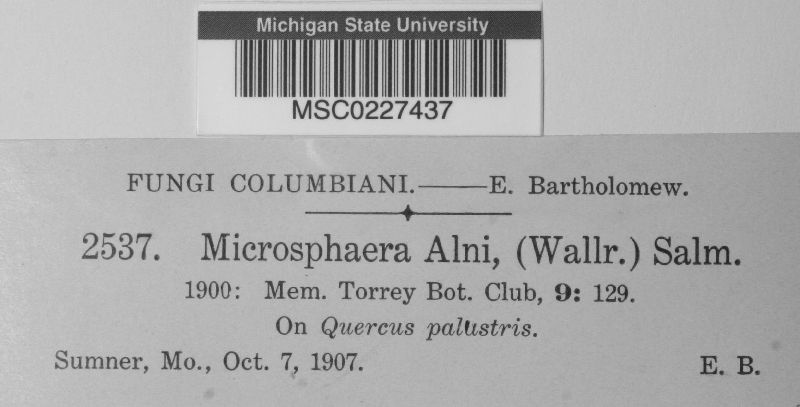 Michigan State University
MSC0227437
FUNGI COLUMBIANI.——E. Bartholomew.
2537. Microsphaera Alni, (Wallr.) Salm.
1900: Mem. Torrey Bot. Club, 9: 129.
On Quercus palustris.
Sumner, Mo., Oct. 7, 1907. E. B.